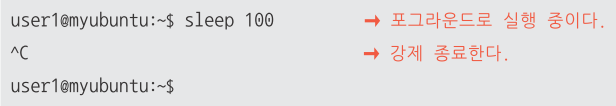 user1@myubuntu:~$ sleep 100 → 포그라운드로 실행 중이다.
^C → 강제 종료한다.
user1@myubuntu:~$